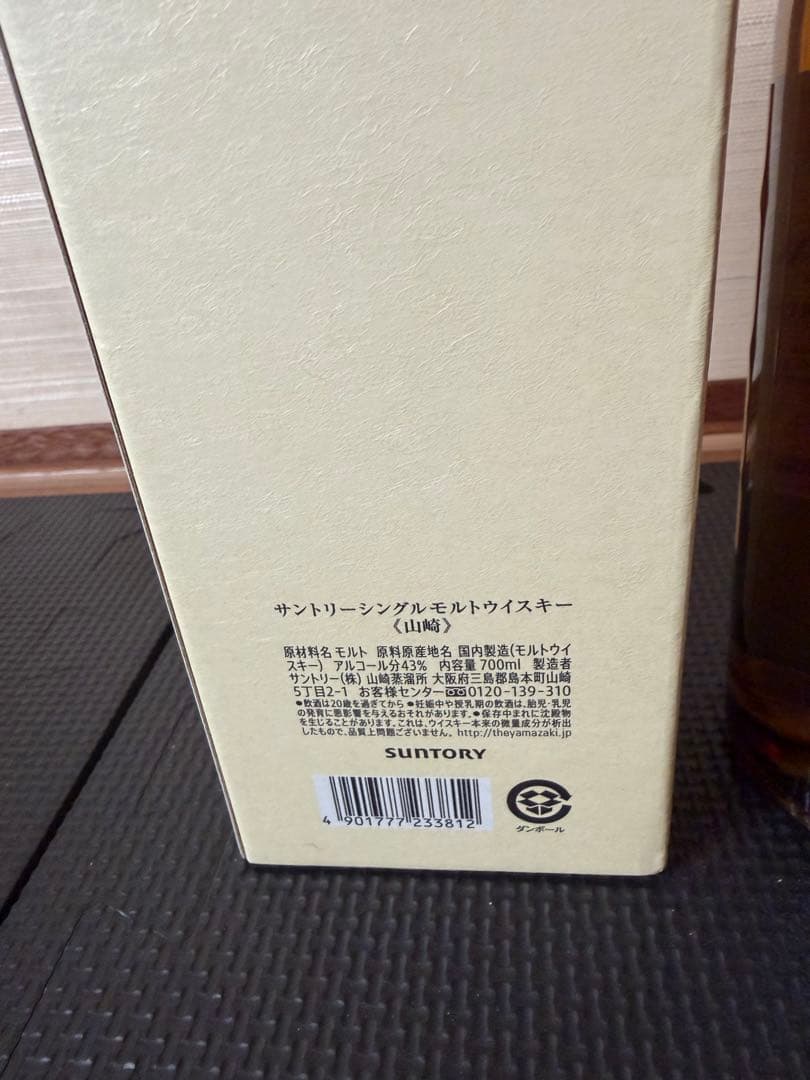 サントリーシングルモルトウイスキー
《山崎》
原材料名 モルト 原料原産地名 国内製造(モルトウイ
スキー) アルコール分43% 内容量 700ml 製造者
サントリー(株) 山崎蒸溜所 大阪府三島郡島本町山崎
5丁目2-1 お客様センター 0120-139-310
●飲酒は20歳を過ぎてから ●妊娠中や授乳期の飲酒は、胎児・乳児
の発育に悪影響を与えるおそれがあります。●保存中まれに沈殿物
を生じることがあります。これは、ウイスキー本来の微量成分が析出
したもので、品質上問題ございません。http://theyamazaki.jp
SUNTORY
4 901777 233812
ダンボール